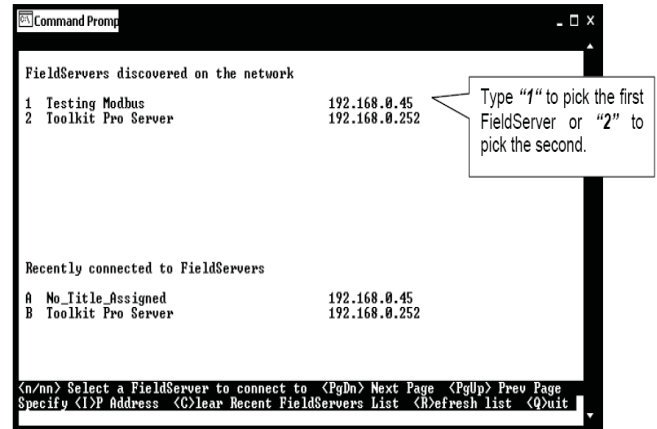 Command Promp
FieldServers discovered on the network
1 Testing Modbus 192.168.0.45
2 Toolkit Pro Server 192.168.0.252
Type "1" to pick the first
FieldServer or "2" to
pick the second.
Recently connected to FieldServers
A No_Title_Assigned 192.168.0.45
B Toolkit Pro Server 192.168.0.252
<n/nn> Select a FieldServer to connect to <PgDn> Next Page <PgUp> Prev Page
Specify <I>P Address <C>lear Recent FieldServers List <R>efresh list <Q>uit